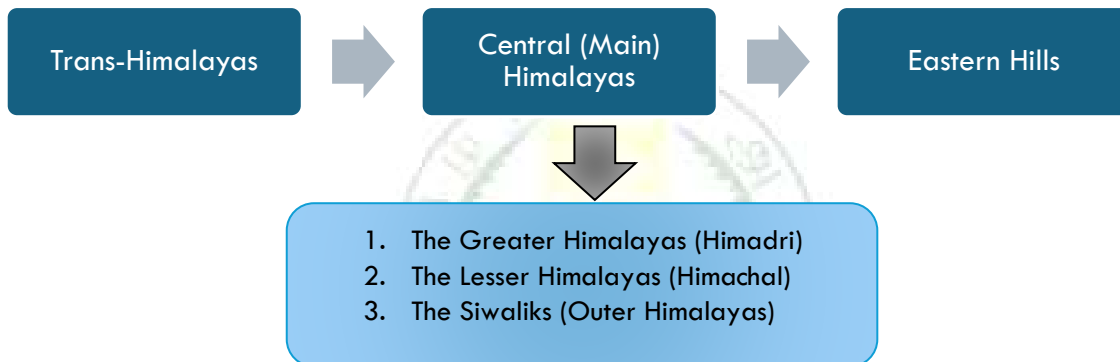 Trans-Himalayas
Central (Main)
Himalayas
Eastern Hills
1. The Greater Himalayas (Himadri)
2. The Lesser Himalayas (Himachal)
3. The Siwaliks (Outer Himalayas)